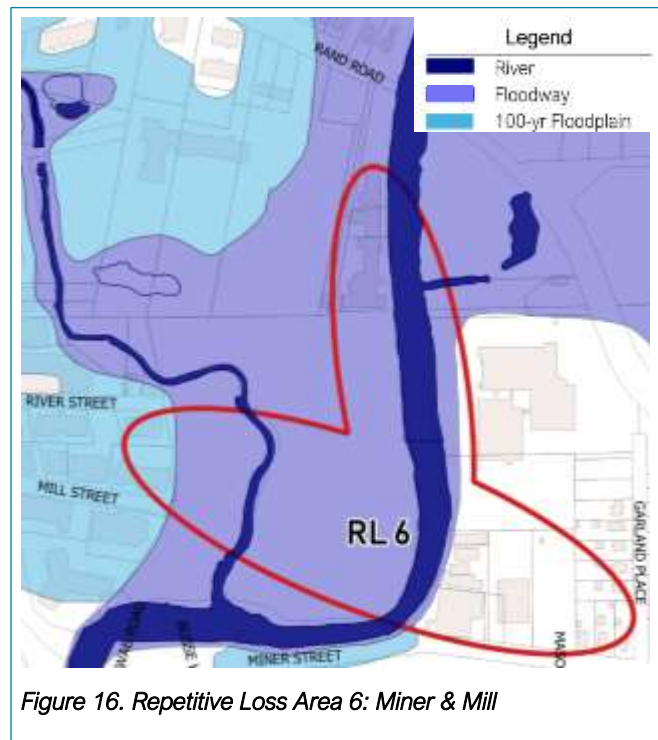 Legend
River
Floodway
100-yr Floodplain
RAND ROAD
RIVER STREET
MILL STREET
RL 6
GARLAND PLACE
MINER STREET
Figure 16. Repetitive Loss Area 6: Miner & Mill